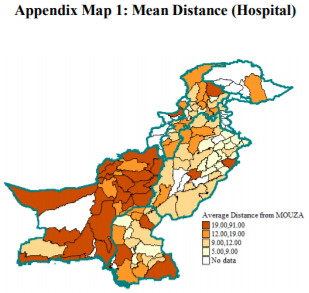 Appendix Map 1: Mean Distance (Hospital)
Average Distance from MOUZA
19.00,91.00
12.00,19.00
9.00,12.00
5.00,9.00
No data